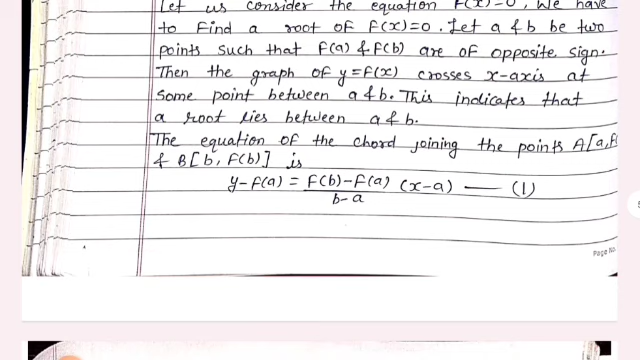 Let us consider the equation F(x)=0, We have
to find a root of F(x)=0. Let a & b be two
points such that F(a) & F(b) are of opposite sign.
Then the graph of y=F(x) crosses x-axis at
some point between a & b. This indicates that
a root lies between a & b.
The equation of the chord joining the points A[a, F(
& B[b, F(b)] is
y-F(a) = F(b)-F(a) (x-a) — (1)
b-a
Page No.